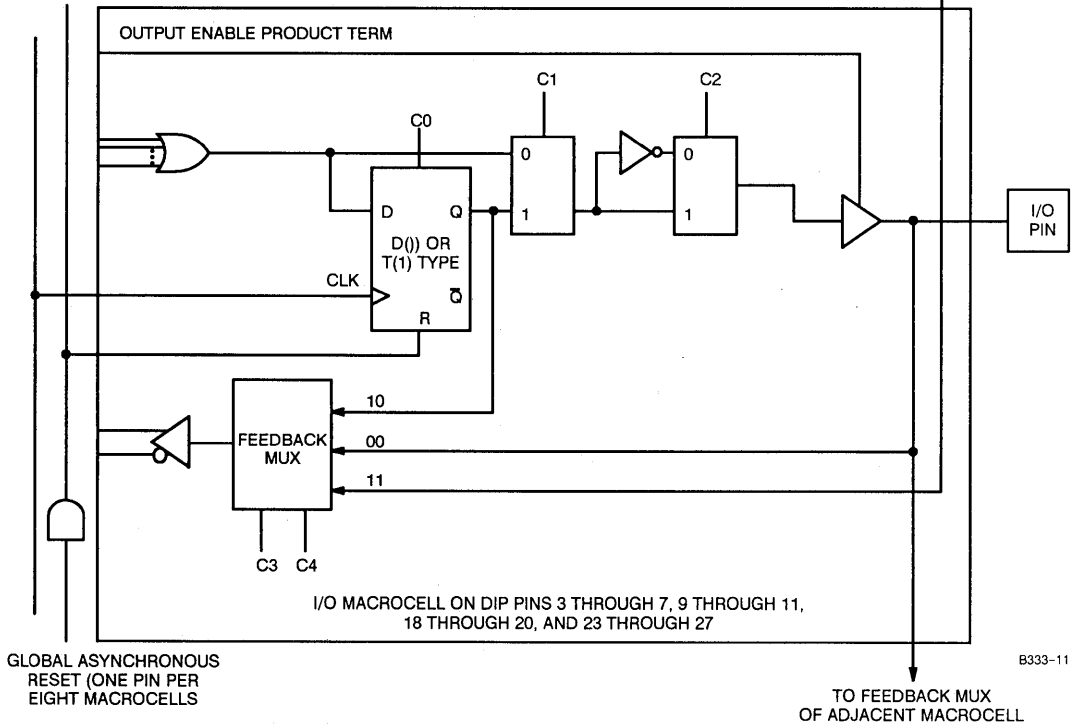 OUTPUT ENABLE PRODUCT TERM
C0
C1
C2
0
1
0
1
D
Q
D()) OR
T(1) TYPE
CLK
Q̅
R
I/O
PIN
FEEDBACK
MUX
10
00
11
C3
C4
I/O MACROCELL ON DIP PINS 3 THROUGH 7, 9 THROUGH 11,
18 THROUGH 20, AND 23 THROUGH 27
GLOBAL ASYNCHRONOUS
RESET (ONE PIN PER
EIGHT MACROCELLS
B333-11
TO FEEDBACK MUX
OF ADJACENT MACROCELL